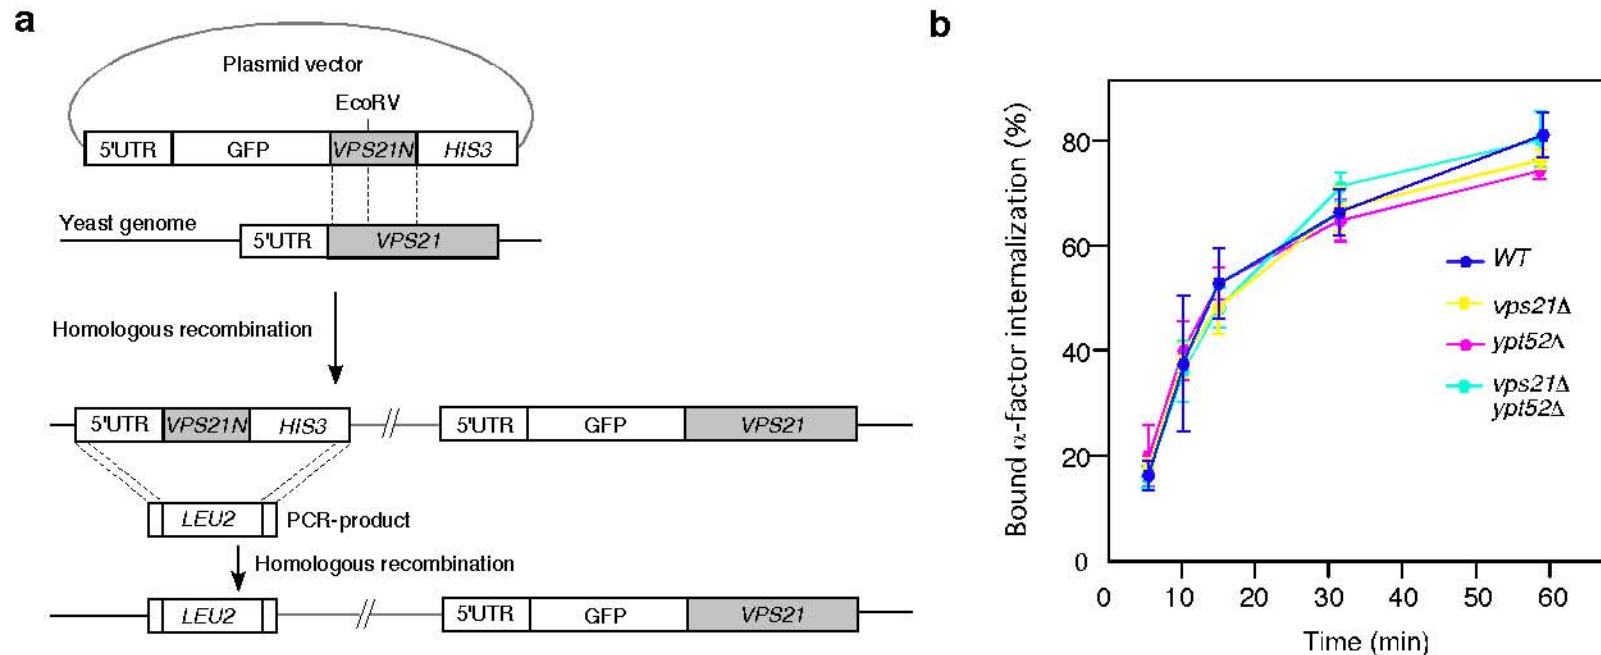 a
Plasmid vector
EcoRV
5'UTR GFP VPS21N HIS3
Yeast genome
5'UTR VPS21
Homologous recombination
5'UTR VPS21N HIS3 // 5'UTR GFP VPS21
LEU2 PCR-product
Homologous recombination
LEU2 // 5'UTR GFP VPS21
b
Bound α-factor internalization (%)
80
60
40
20
0
0 10 20 30 40 50 60
Time (min)
WT
vps21Δ
ypt52Δ
vps21Δ
ypt52Δ